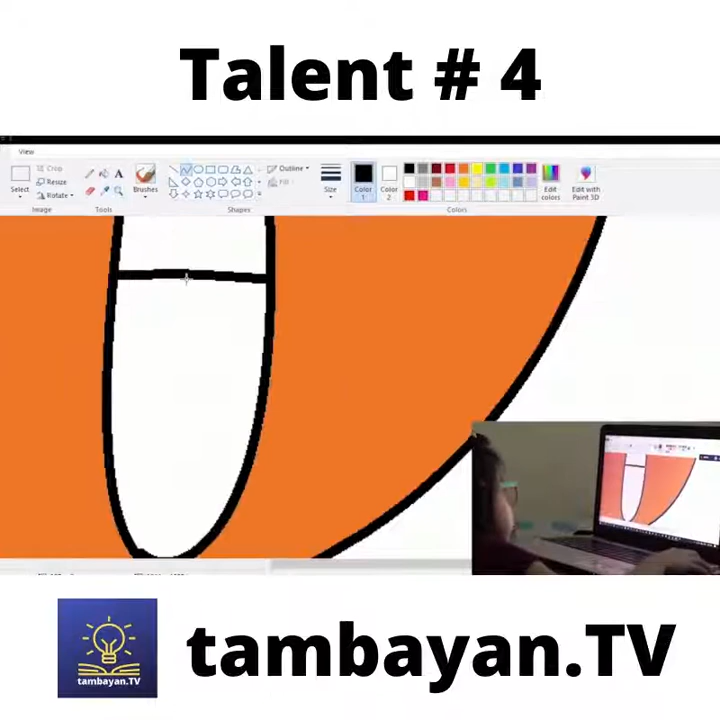 Talent # 4
View
Select
Crop
Resize
Rotate
Image
Tools
A
Brushes
Shapes
Outline
Fill
Size
Color 1
Color 2
Edit colors
Edit with Paint 3D
Colors
tambayan.TV
tambayan.TV